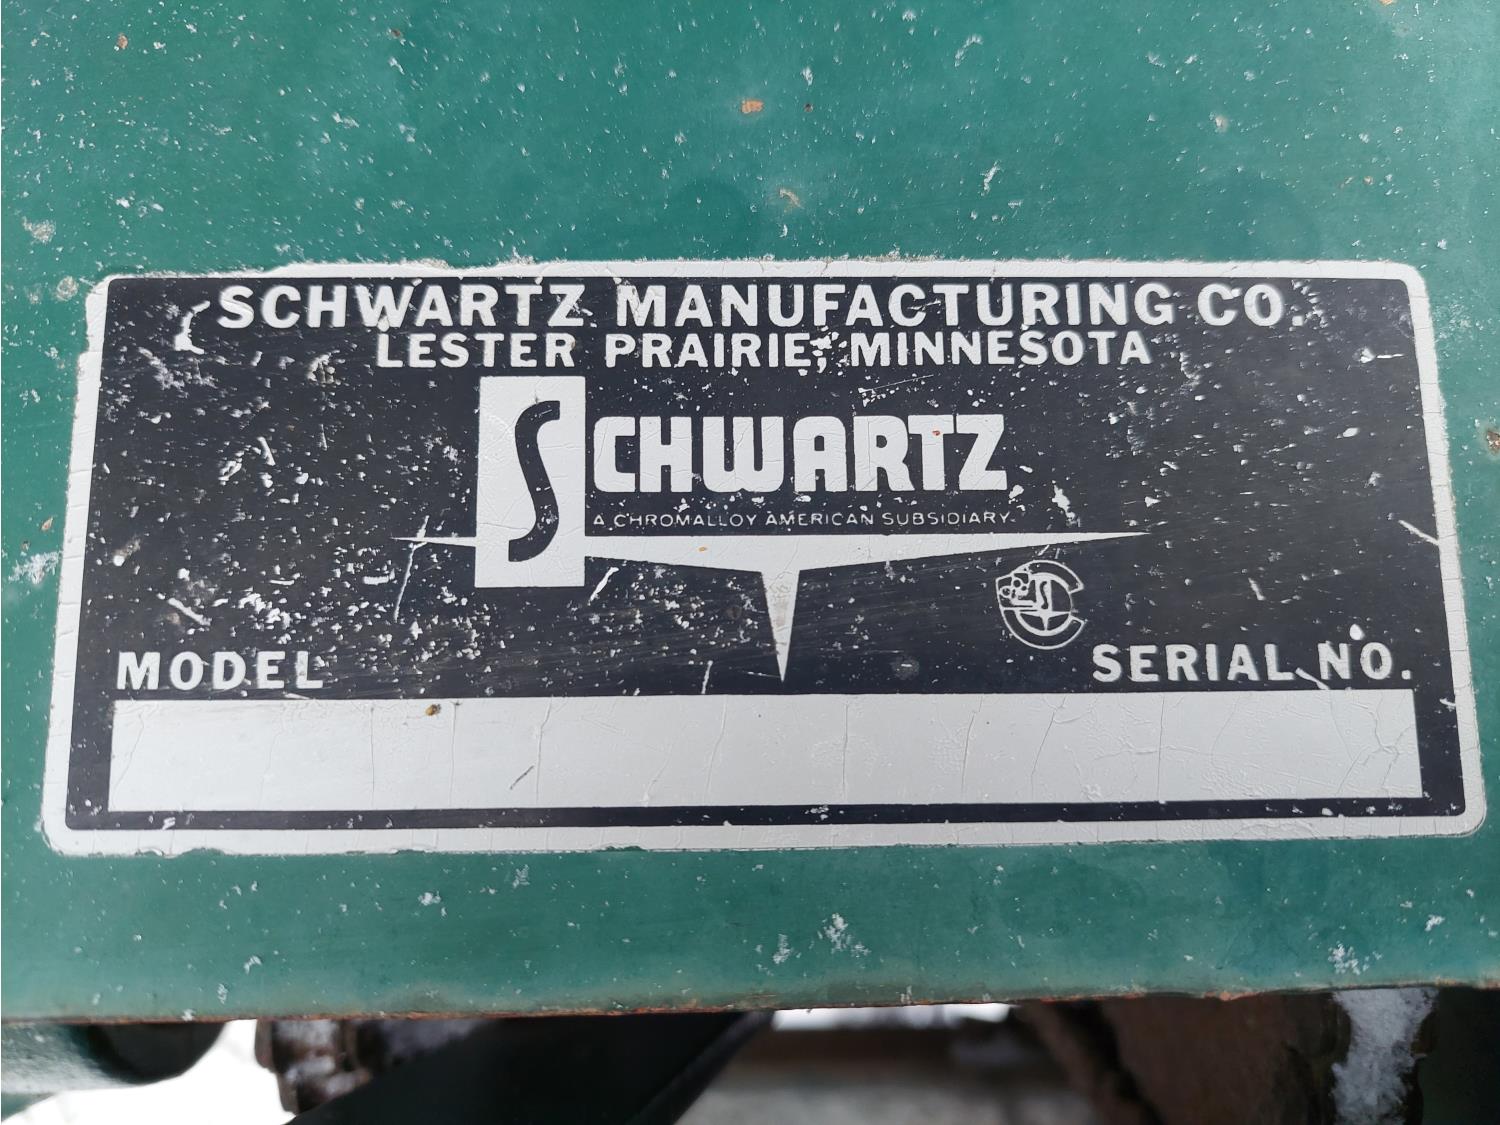 SCHWARTZ MANUFACTURING CO.
LESTER PRAIRIE, MINNESOTA
SCHWARTZ
A CHROMALLOY AMERICAN SUBSIDIARY
MODEL
SERIAL NO.